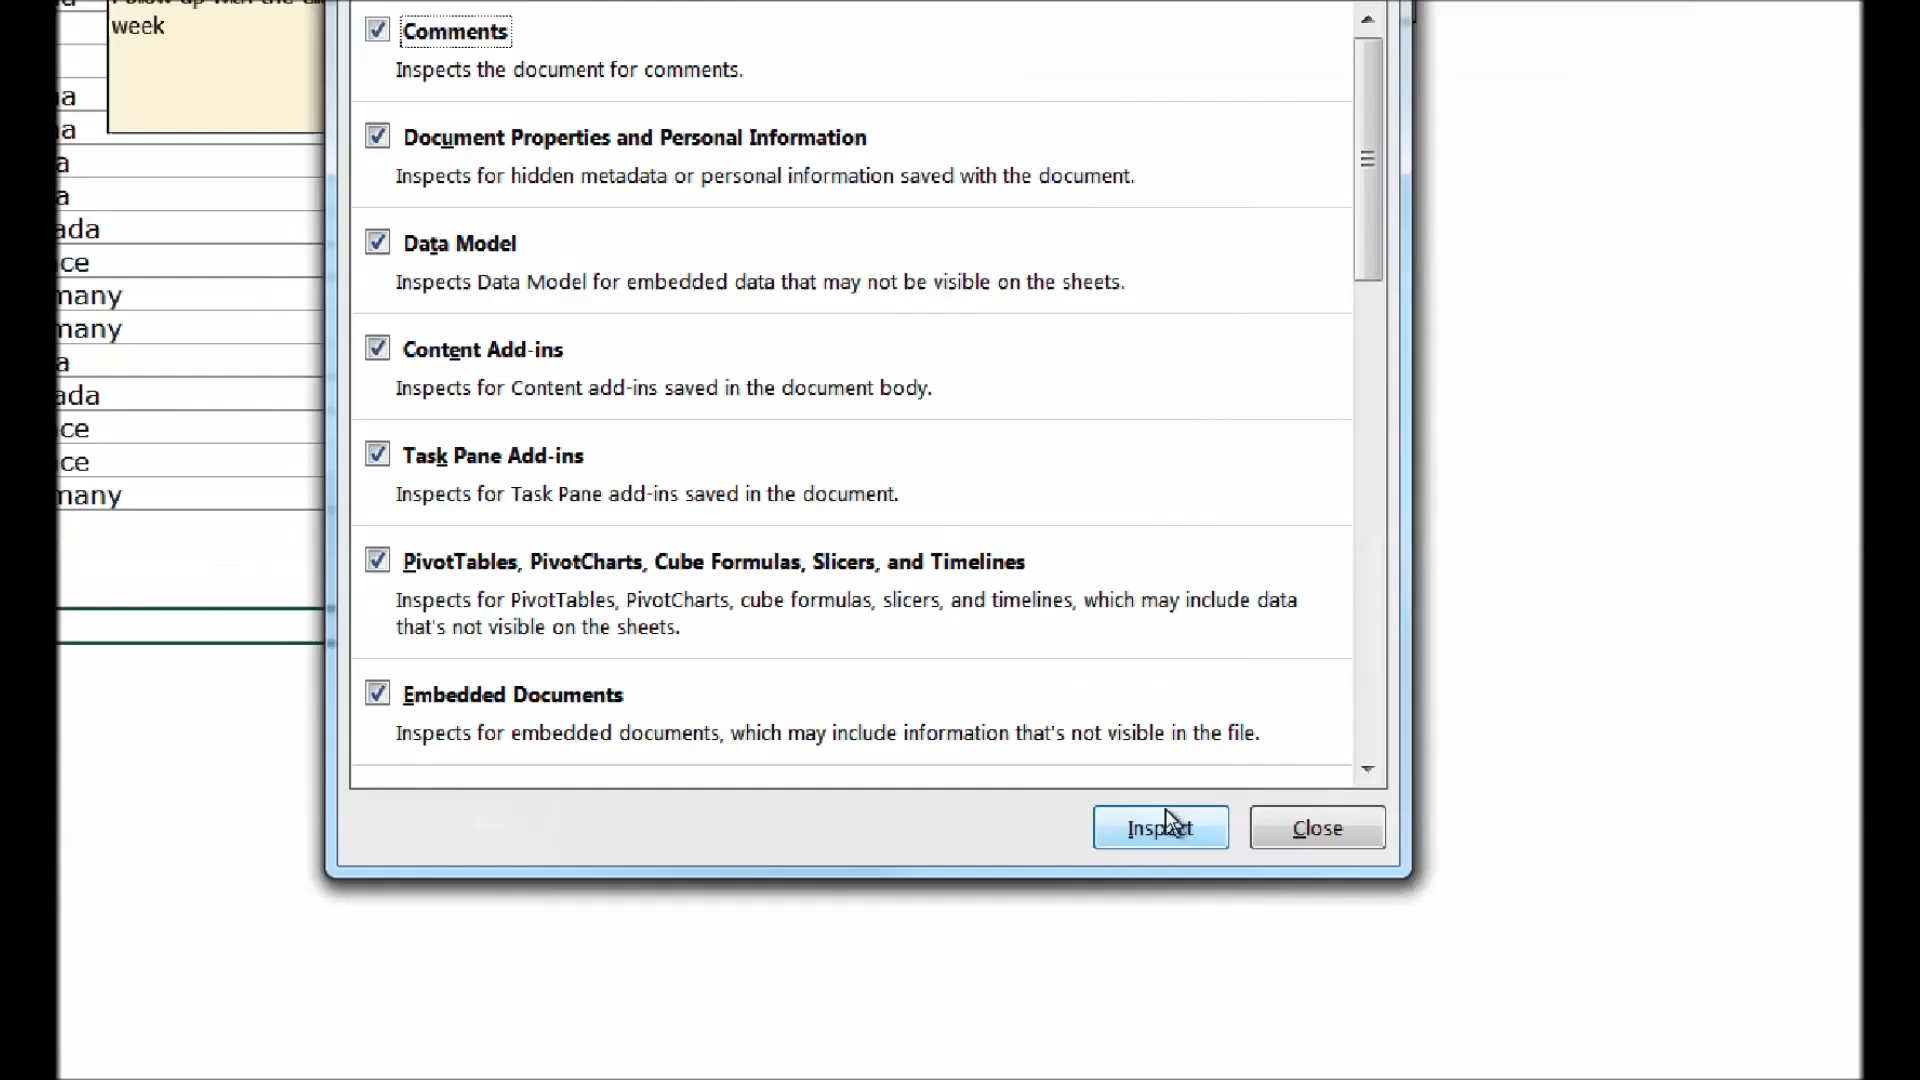 week
Comments
Inspects the document for comments.
Document Properties and Personal Information
Inspects for hidden metadata or personal information saved with the document.
Data Model
Inspects Data Model for embedded data that may not be visible on the sheets.
Content Add-ins
Inspects for Content add-ins saved in the document body.
Task Pane Add-ins
Inspects for Task Pane add-ins saved in the document.
PivotTables, PivotCharts, Cube Formulas, Slicers, and Timelines
Inspects for PivotTables, PivotCharts, cube formulas, slicers, and timelines, which may include data
that's not visible on the sheets.
Embedded Documents
Inspects for embedded documents, which may include information that's not visible in the file.
Inspect
Close
na
na
a
a
ada
ce
many
many
a
ada
ce
ce
many